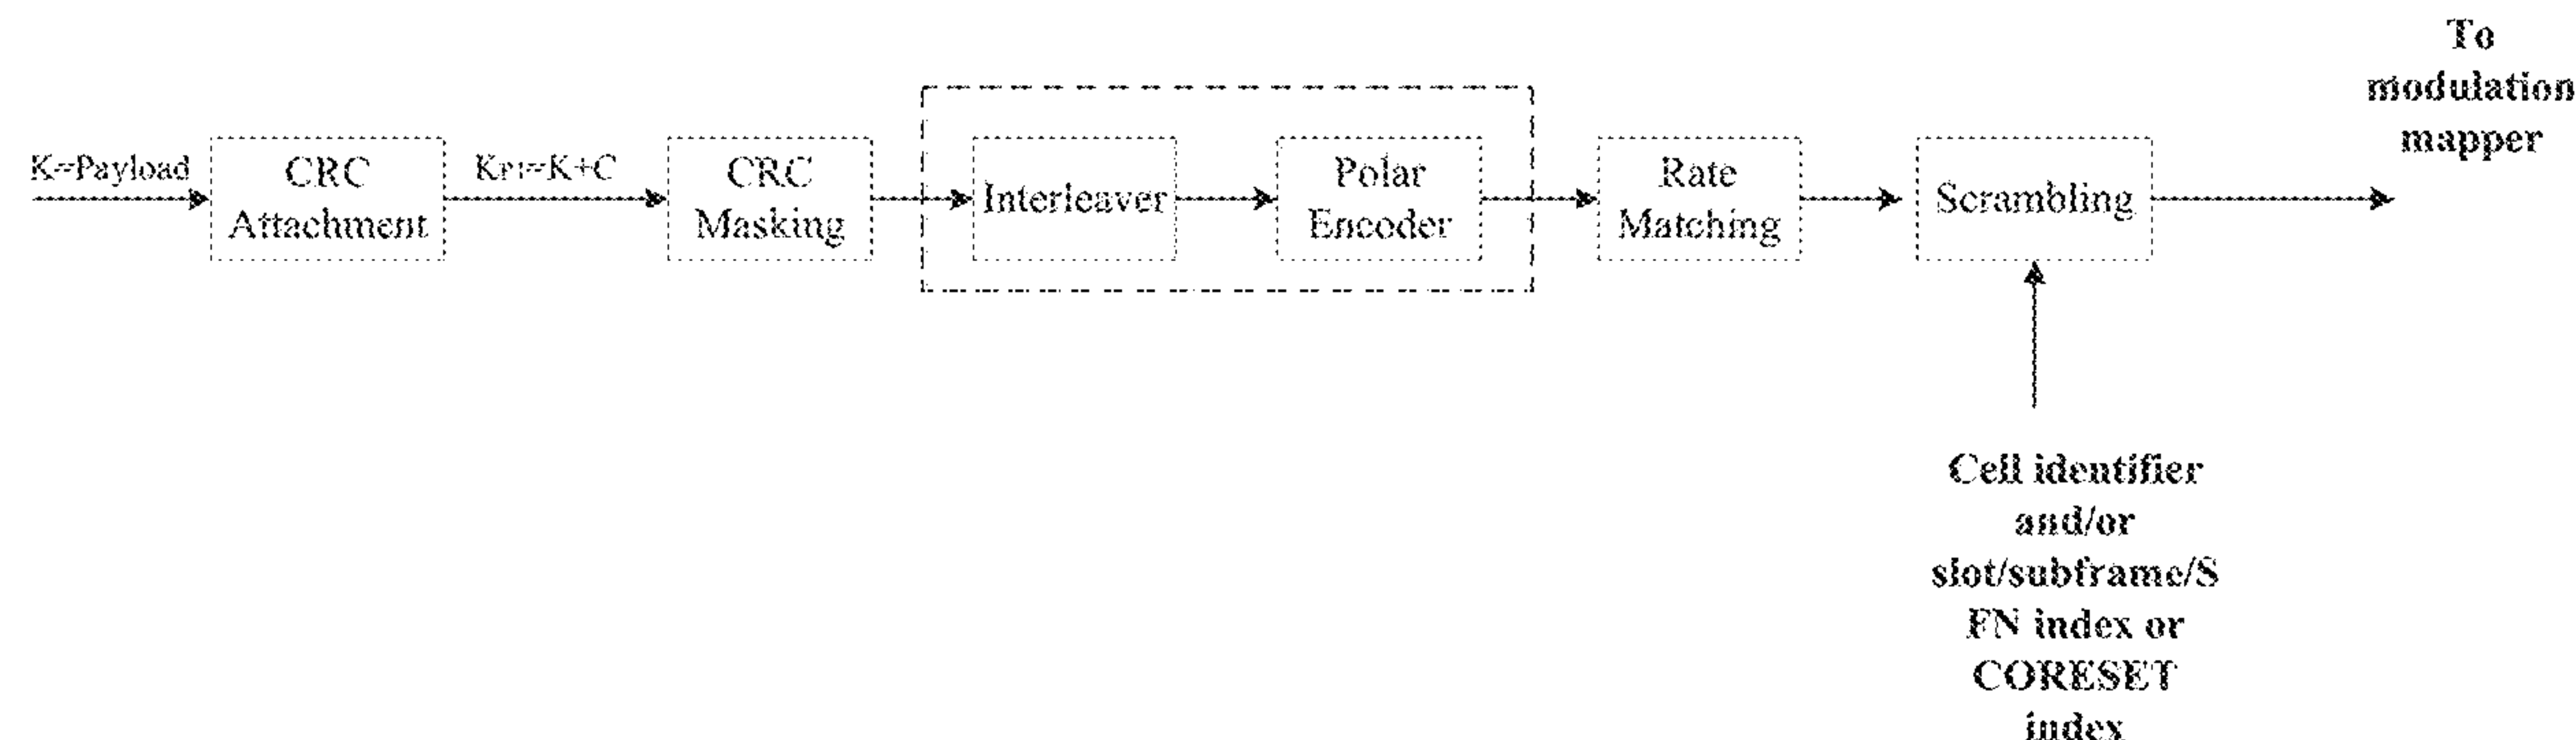 To
modulation
mapper
K=Payload
CRC
Attachment
KP1=K+C
CRC
Masking
Interleaver
Polar
Encoder
Rate
Matching
Scrambling
Cell identifier
and/or
slot/subframe/S
FN index or
CORESET
index